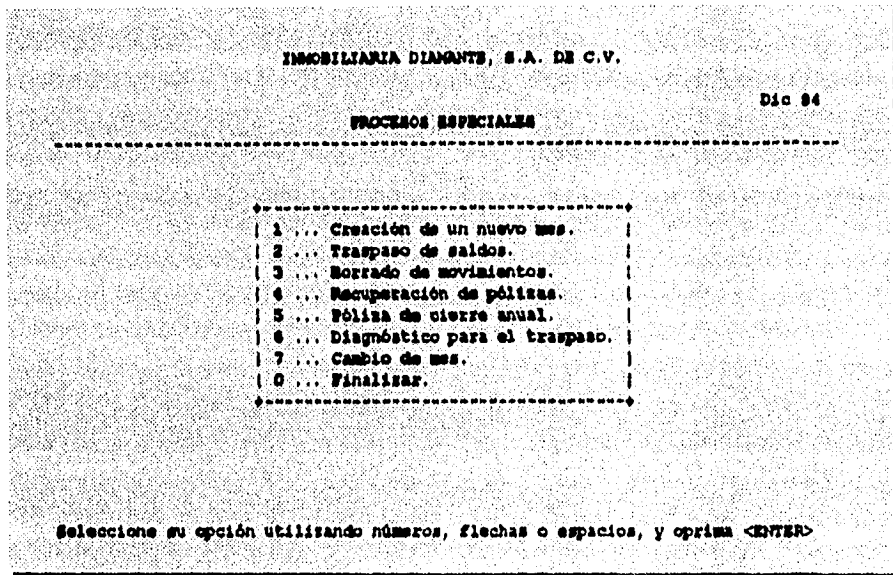 INMOBILIARIA DIAMANTE, S.A. DE C.V.
Dic 94
PROCESOS ESPECIALES
1 ... Creación de un nuevo mes.
2 ... Traspaso de saldos.
3 ... Borrado de movimientos.
4 ... Recuperación de pólizas.
5 ... Póliza de cierre anual.
6 ... Diagnóstico para el traspaso.
7 ... Cambio de mes.
0 ... Finalizar.
Seleccione su opción utilizando números, flechas o espacios, y oprima <ENTER>